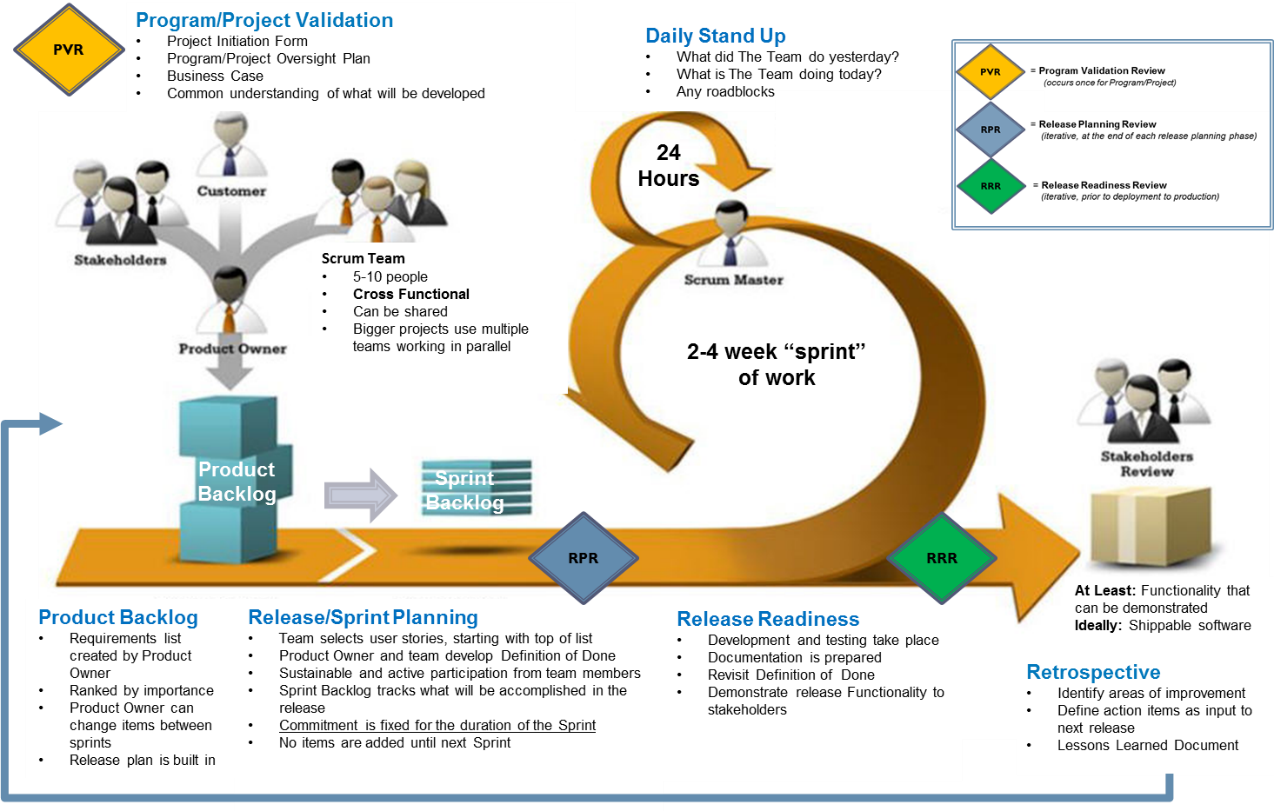 PVR
Program/Project Validation
• Project Initiation Form
• Program/Project Oversight Plan
• Business Case
• Common understanding of what will be developed
Daily Stand Up
• What did The Team do yesterday?
• What is The Team doing today?
• Any roadblocks
PVR
= Program Validation Review
(occurs once for Program/Project)
RPR
= Release Planning Review
(iterative, at the end of each release planning phase)
RRR
= Release Readiness Review
(iterative, prior to deployment to production)
Customer
Stakeholders
Scrum Team
• 5-10 people
• Cross Functional
• Can be shared
• Bigger projects use multiple
teams working in parallel
Product Owner
24
Hours
Scrum Master
2-4 week “sprint”
of work
Product
Backlog
Sprint
Backlog
RPR
RRR
Stakeholders
Review
At Least: Functionality that
can be demonstrated
Ideally: Shippable software
Product Backlog
• Requirements list
created by Product
Owner
• Ranked by importance
• Product Owner can
change items between
sprints
• Release plan is built in
Release/Sprint Planning
• Team selects user stories, starting with top of list
• Product Owner and team develop Definition of Done
• Sustainable and active participation from team members
• Sprint Backlog tracks what will be accomplished in the
release
• Commitment is fixed for the duration of the Sprint
• No items are added until next Sprint
Release Readiness
• Development and testing take place
• Documentation is prepared
• Revisit Definition of Done
• Demonstrate release Functionality to
stakeholders
Retrospective
• Identify areas of improvement
• Define action items as input to
next release
• Lessons Learned Document